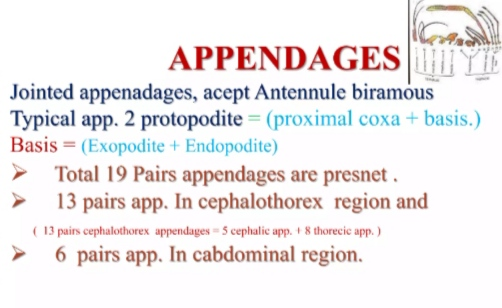 APPENDAGES
Jointed appenadages, acept Antennule biramous
Typical app. 2 protopodite = (proximal coxa + basis.)
Basis = (Exopodite + Endopodite)
➤ Total 19 Pairs appendages are presnet .
➤ 13 pairs app. In cephalothorex region and
( 13 pairs cephalothorex appendages = 5 cephalic app. + 8 thorecic app. )
➤ 6 pairs app. In cabdominal region.